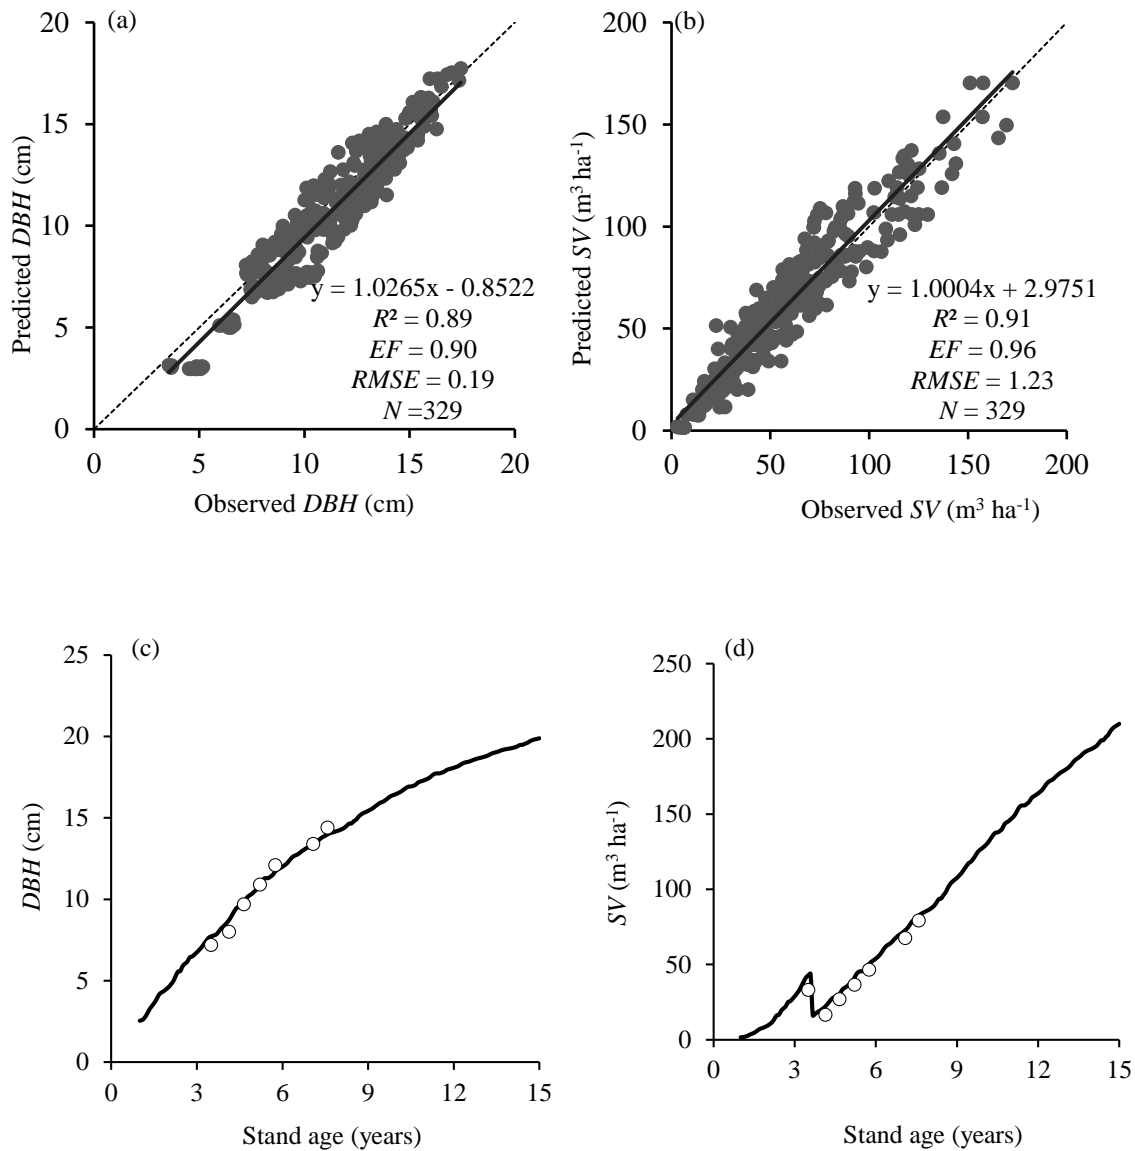 (a)
20
15
10
5
0
Predicted DBH (cm)
y = 1.0265x - 0.8522
R² = 0.89
EF = 0.90
RMSE = 0.19
N =329
0 5 10 15 20
Observed DBH (cm)
(b)
200
150
100
50
0
Predicted SV (m³ ha⁻¹)
y = 1.0004x + 2.9751
R² = 0.91
EF = 0.96
RMSE = 1.23
N = 329
0 50 100 150 200
Observed SV (m³ ha⁻¹)
(c)
25
20
15
10
5
0
DBH (cm)
0 3 6 9 12 15
Stand age (years)
(d)
250
200
150
100
50
0
SV (m³ ha⁻¹)
0 3 6 9 12 15
Stand age (years)